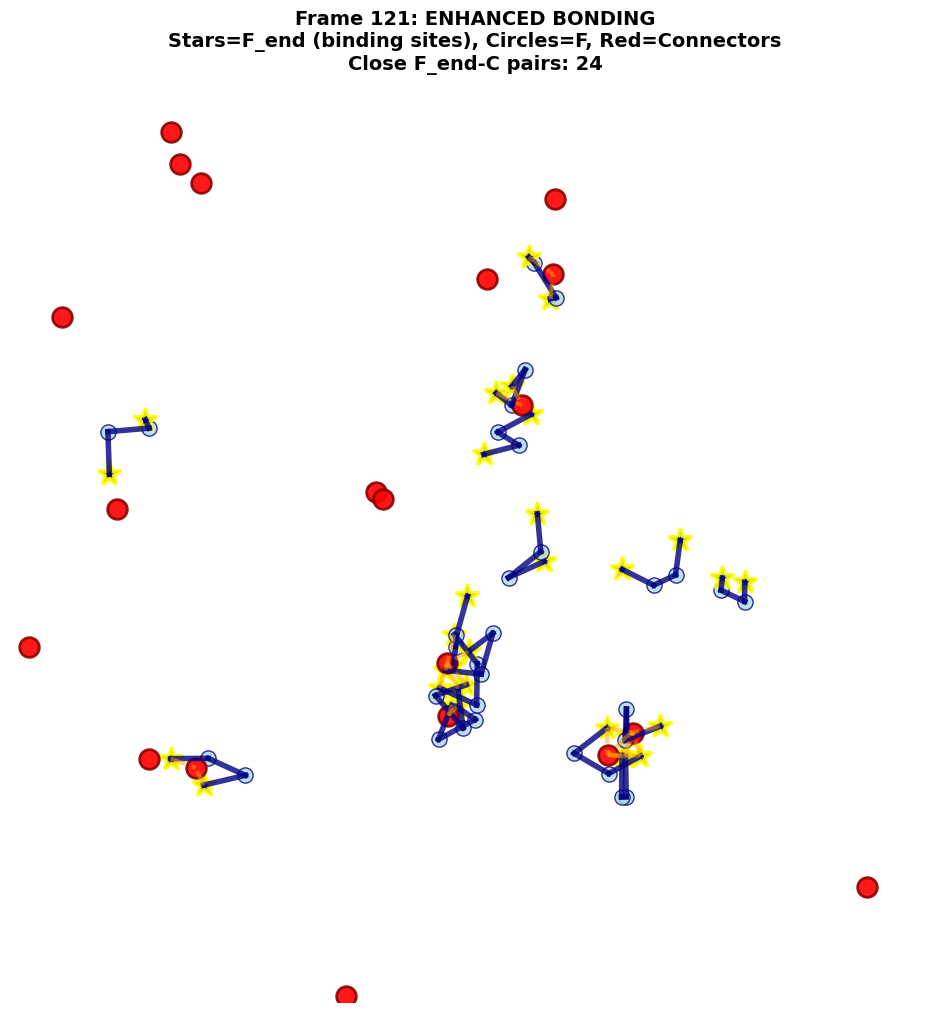 Frame 121: ENHANCED BONDING
Stars=F_end (binding sites), Circles=F, Red=Connectors
Close F_end-C pairs: 24